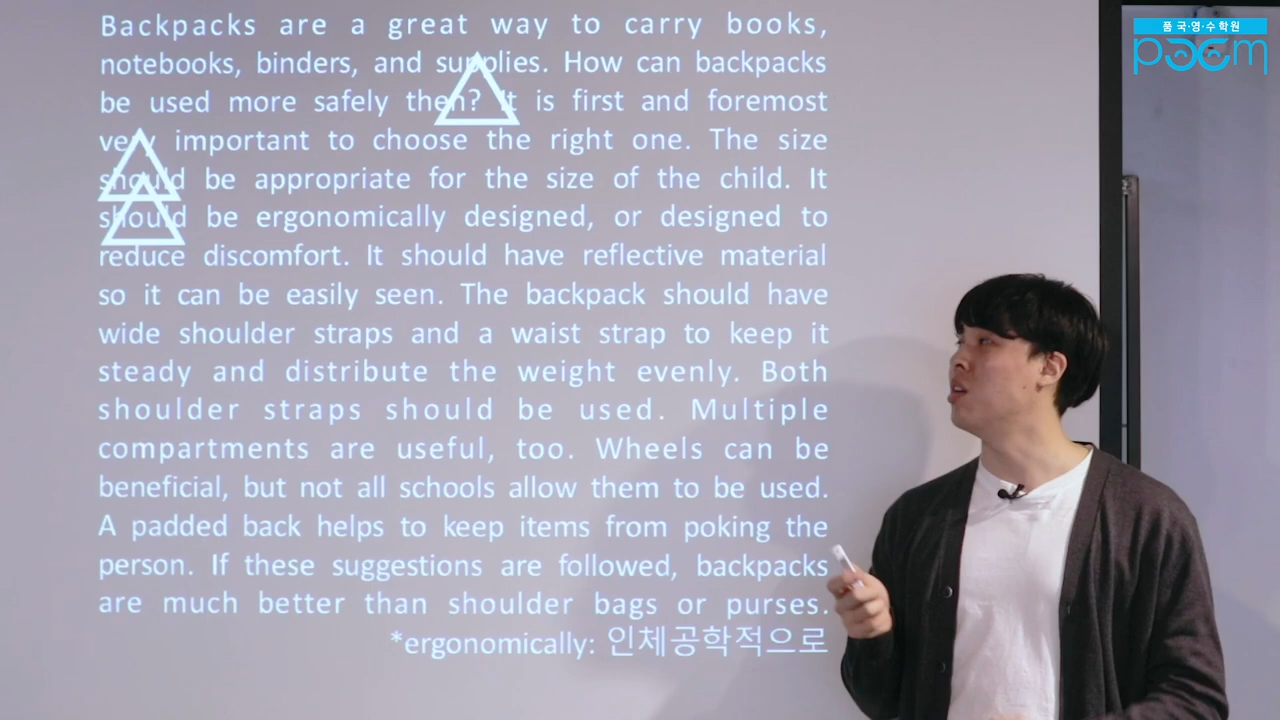 Backpacks are a great way to carry books,
notebooks, binders, and supplies. How can backpacks
be used more safely then? It is first and foremost
very important to choose the right one. The size
should be appropriate for the size of the child. It
should be ergonomically designed, or designed to
reduce discomfort. It should have reflective material
so it can be easily seen. The backpack should have
wide shoulder straps and a waist strap to keep it
steady and distribute the weight evenly. Both
shoulder straps should be used. Multiple
compartments are useful, too. Wheels can be
beneficial, but not all schools allow them to be used.
A padded back helps to keep items from poking the
person. If these suggestions are followed, backpacks
are much better than shoulder bags or purses.
*ergonomically: 인체공학적으로
품 국·영·수 학원